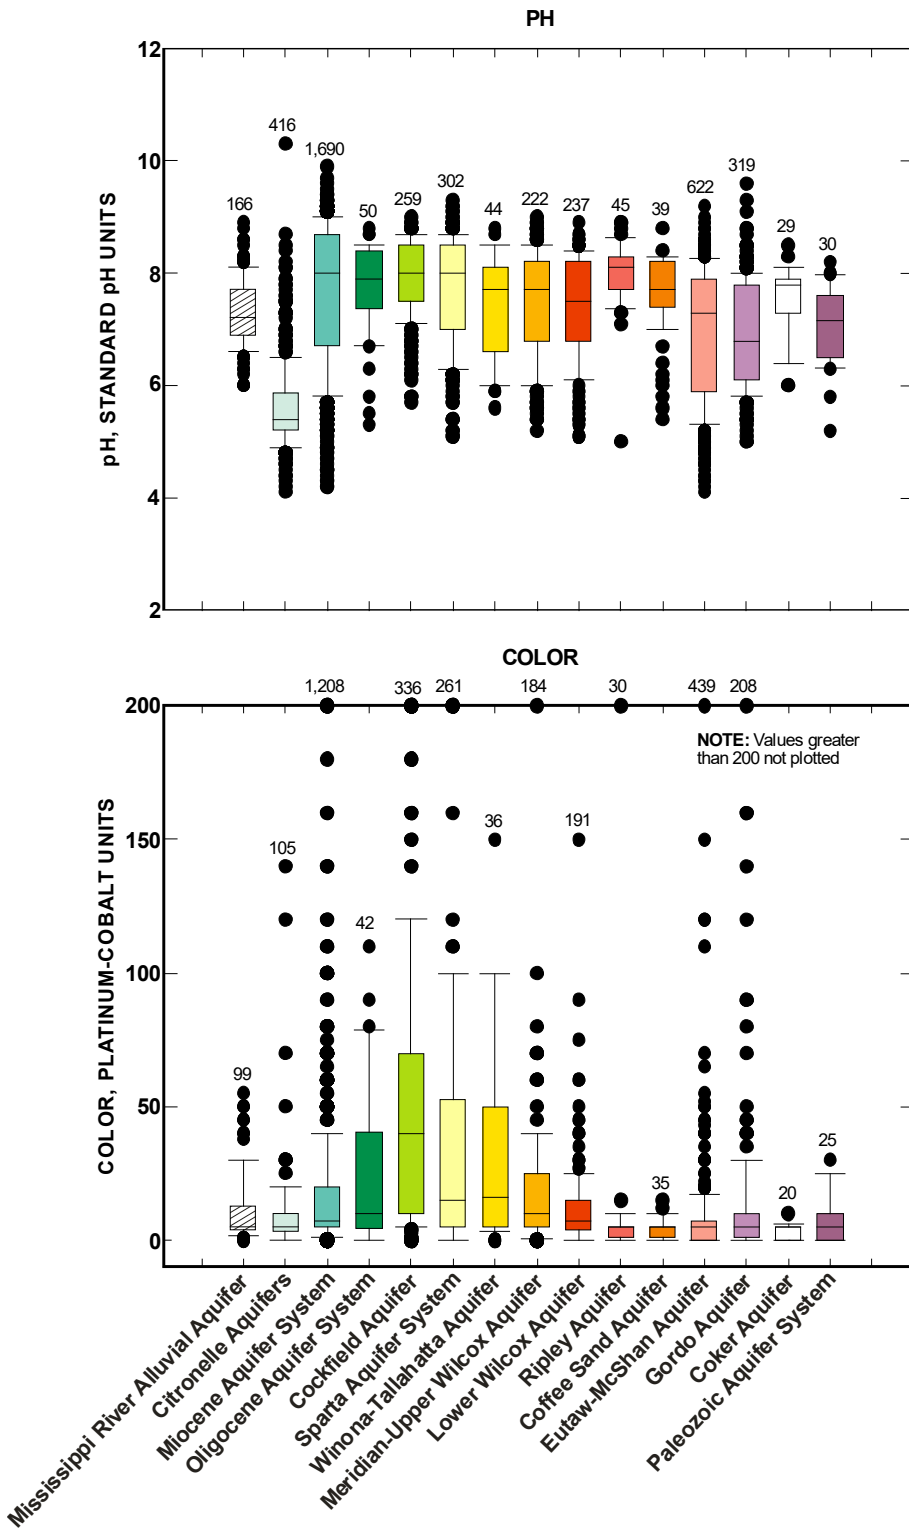 PH
12
10
8
6
4
2
pH, STANDARD pH UNITS
166
416
1,690
50
259
302
44
222
237
45
39
622
319
29
30
COLOR
200
150
100
50
0
COLOR, PLATINUM-COBALT UNITS
99
105
1,208
42
336
261
36
184
191
30
35
439
208
20
25
NOTE: Values greater
than 200 not plotted
Mississippi River Alluvial Aquifer
Citronelle Aquifers
Miocene Aquifer System
Oligocene Aquifer System
Cockfield Aquifer
Sparta Aquifer System
Winona-Tallahatta Aquifer
Meridian-Upper Wilcox Aquifer
Lower Wilcox Aquifer
Ripley Aquifer
Coffee Sand Aquifer
Eutaw-McShan Aquifer
Gordo Aquifer
Coker Aquifer
Paleozoic Aquifer System